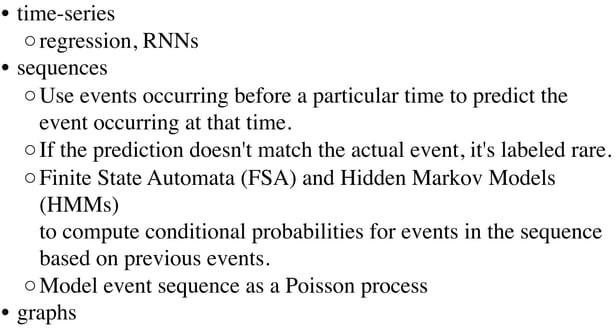 • time-series
○ regression, RNNs
• sequences
○ Use events occurring before a particular time to predict the
event occurring at that time.
○ If the prediction doesn't match the actual event, it's labeled rare.
○ Finite State Automata (FSA) and Hidden Markov Models
(HMMs)
to compute conditional probabilities for events in the sequence
based on previous events.
○ Model event sequence as a Poisson process
• graphs